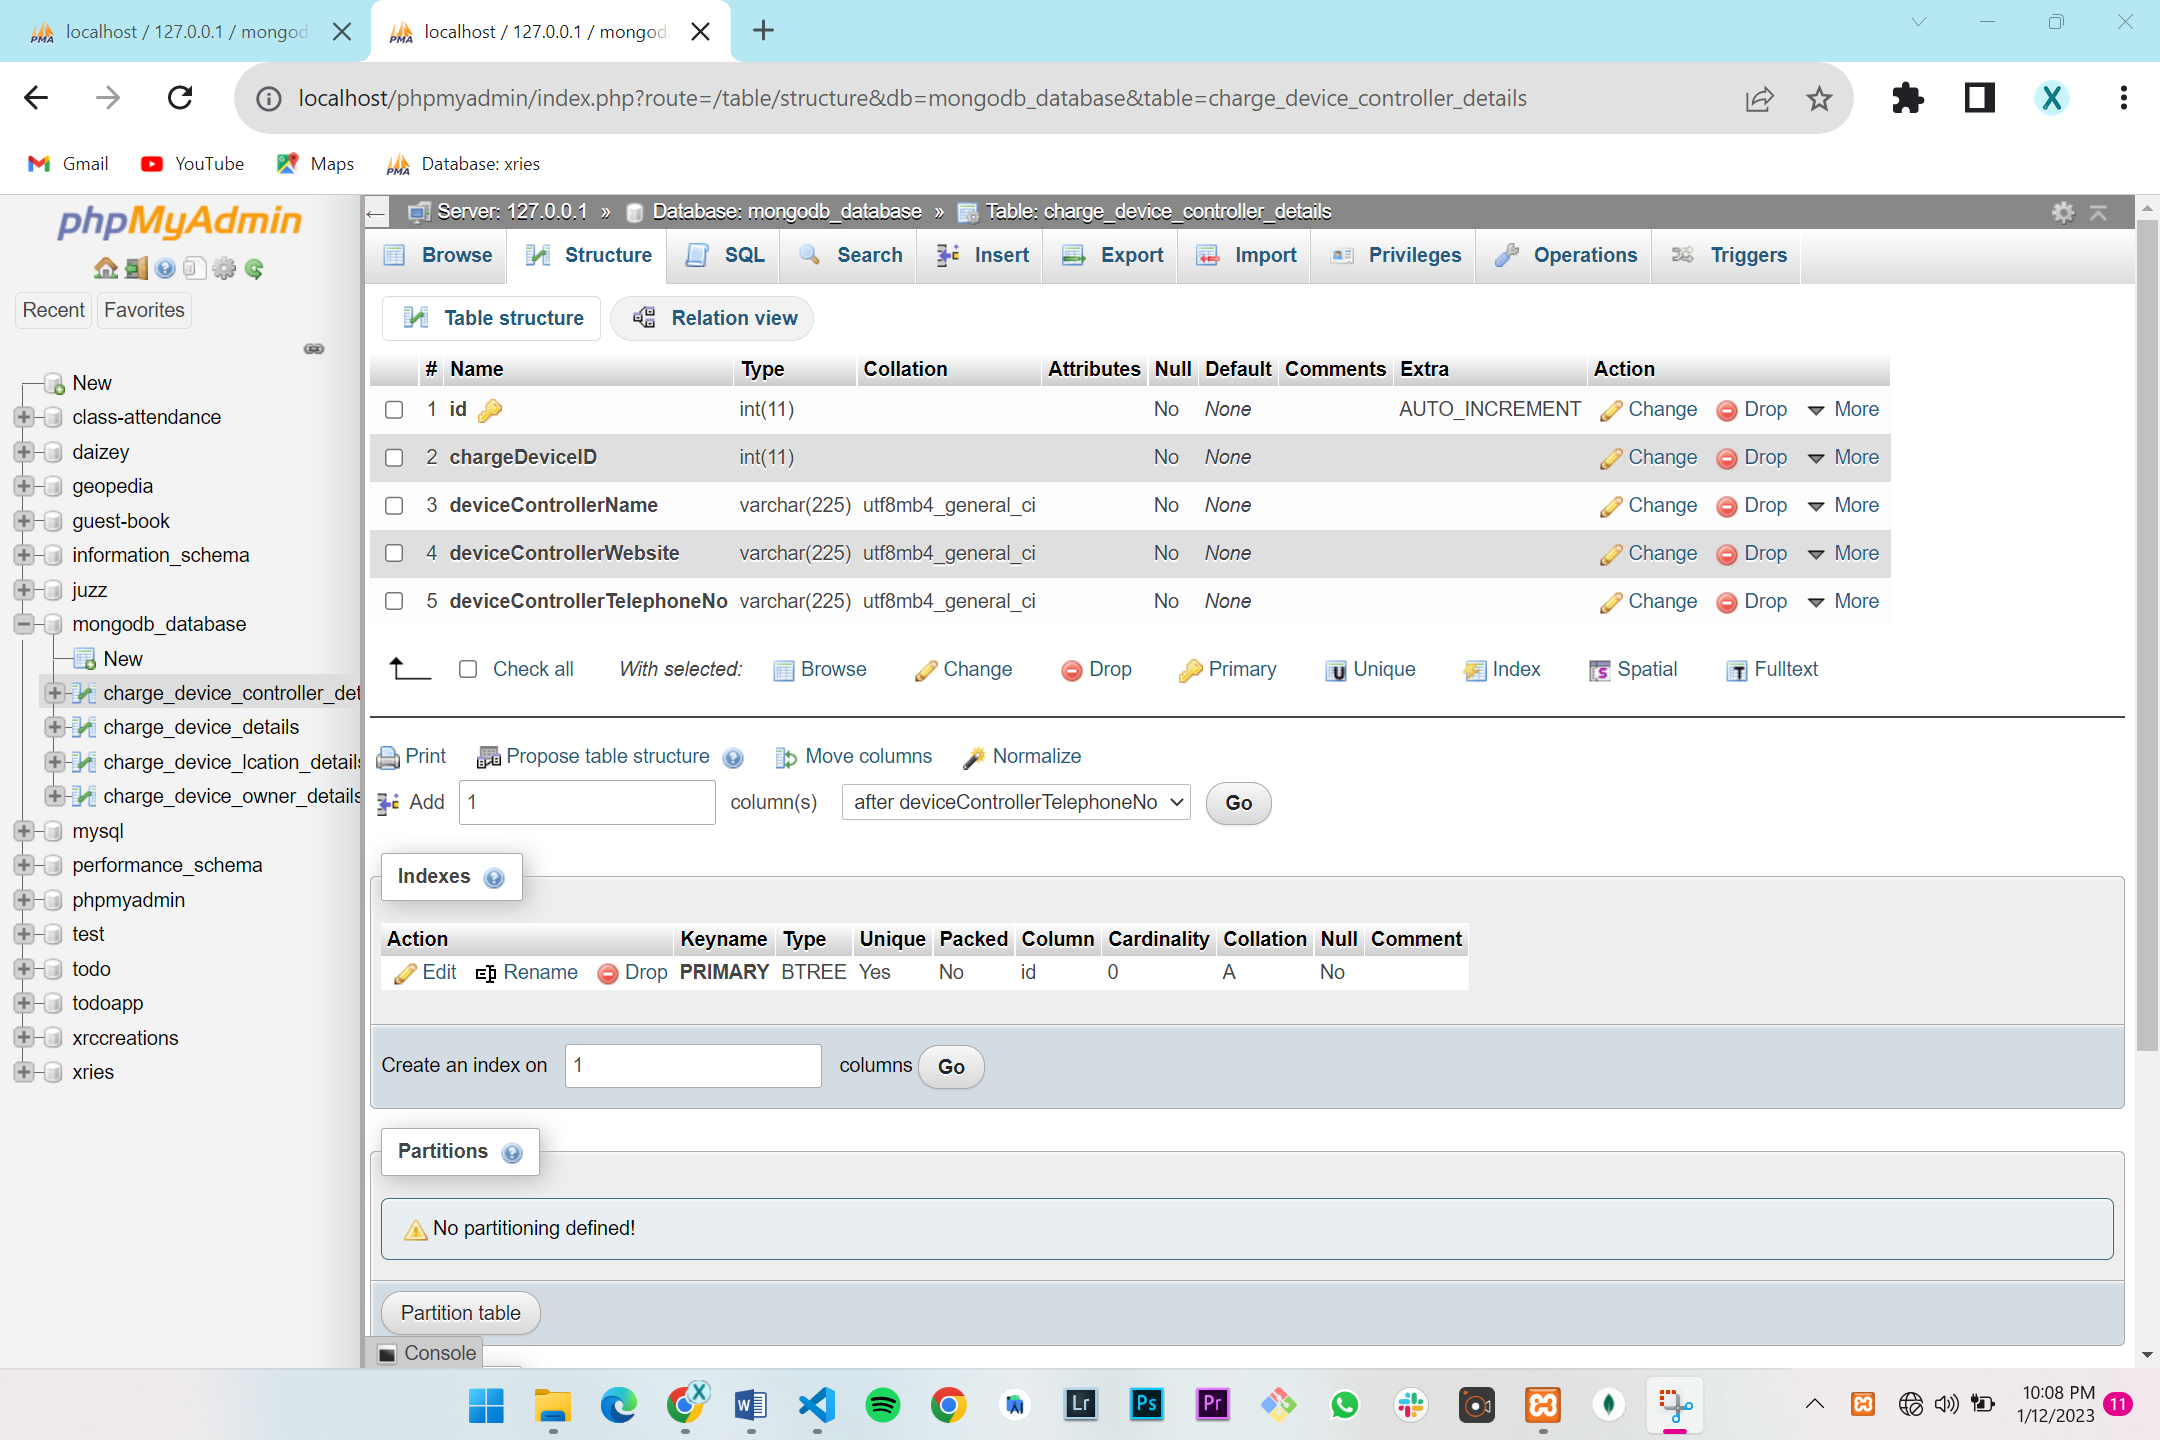 localhost / 127.0.0.1 / mongod
localhost / 127.0.0.1 / mongod
localhost/phpmyadmin/index.php?route=/table/structure&db=mongodb_database&table=charge_device_controller_details
X
Gmail
YouTube
Maps
Database: xries
phpMyAdmin
Recent
Favorites
New
class-attendance
daizey
geopedia
guest-book
information_schema
juzz
mongodb_database
New
charge_device_controller_det
charge_device_details
charge_device_lcation_details
charge_device_owner_details
mysql
performance_schema
phpmyadmin
test
todo
todoapp
xrccreations
xries
Server: 127.0.0.1 » Database: mongodb_database » Table: charge_device_controller_details
Browse Structure SQL Search Insert Export Import Privileges Operations Triggers
Table structure Relation view
# Name Type Collation Attributes Null Default Comments Extra Action
1 id int(11) No None AUTO_INCREMENT Change Drop More
2 chargeDeviceID int(11) No None Change Drop More
3 deviceControllerName varchar(225) utf8mb4_general_ci No None Change Drop More
4 deviceControllerWebsite varchar(225) utf8mb4_general_ci No None Change Drop More
5 deviceControllerTelephoneNo varchar(225) utf8mb4_general_ci No None Change Drop More
Check all With selected: Browse Change Drop Primary Unique Index Spatial Fulltext
Print Propose table structure Move columns Normalize
Add 1 column(s) after deviceControllerTelephoneNo Go
Indexes
Action Keyname Type Unique Packed Column Cardinality Collation Null Comment
Edit Rename Drop PRIMARY BTREE Yes No id 0 A No
Create an index on 1 columns Go
Partitions
No partitioning defined!
Partition table
Console
Lr Ps Pr
10:08 PM
1/12/2023
11